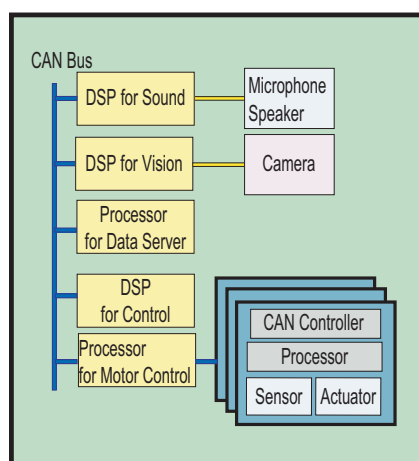 CAN Bus
DSP for Sound
Microphone
Speaker
DSP for Vision
Camera
Processor
for Data Server
DSP
for Control
Processor
for Motor Control
CAN Controller
Processor
Sensor
Actuator